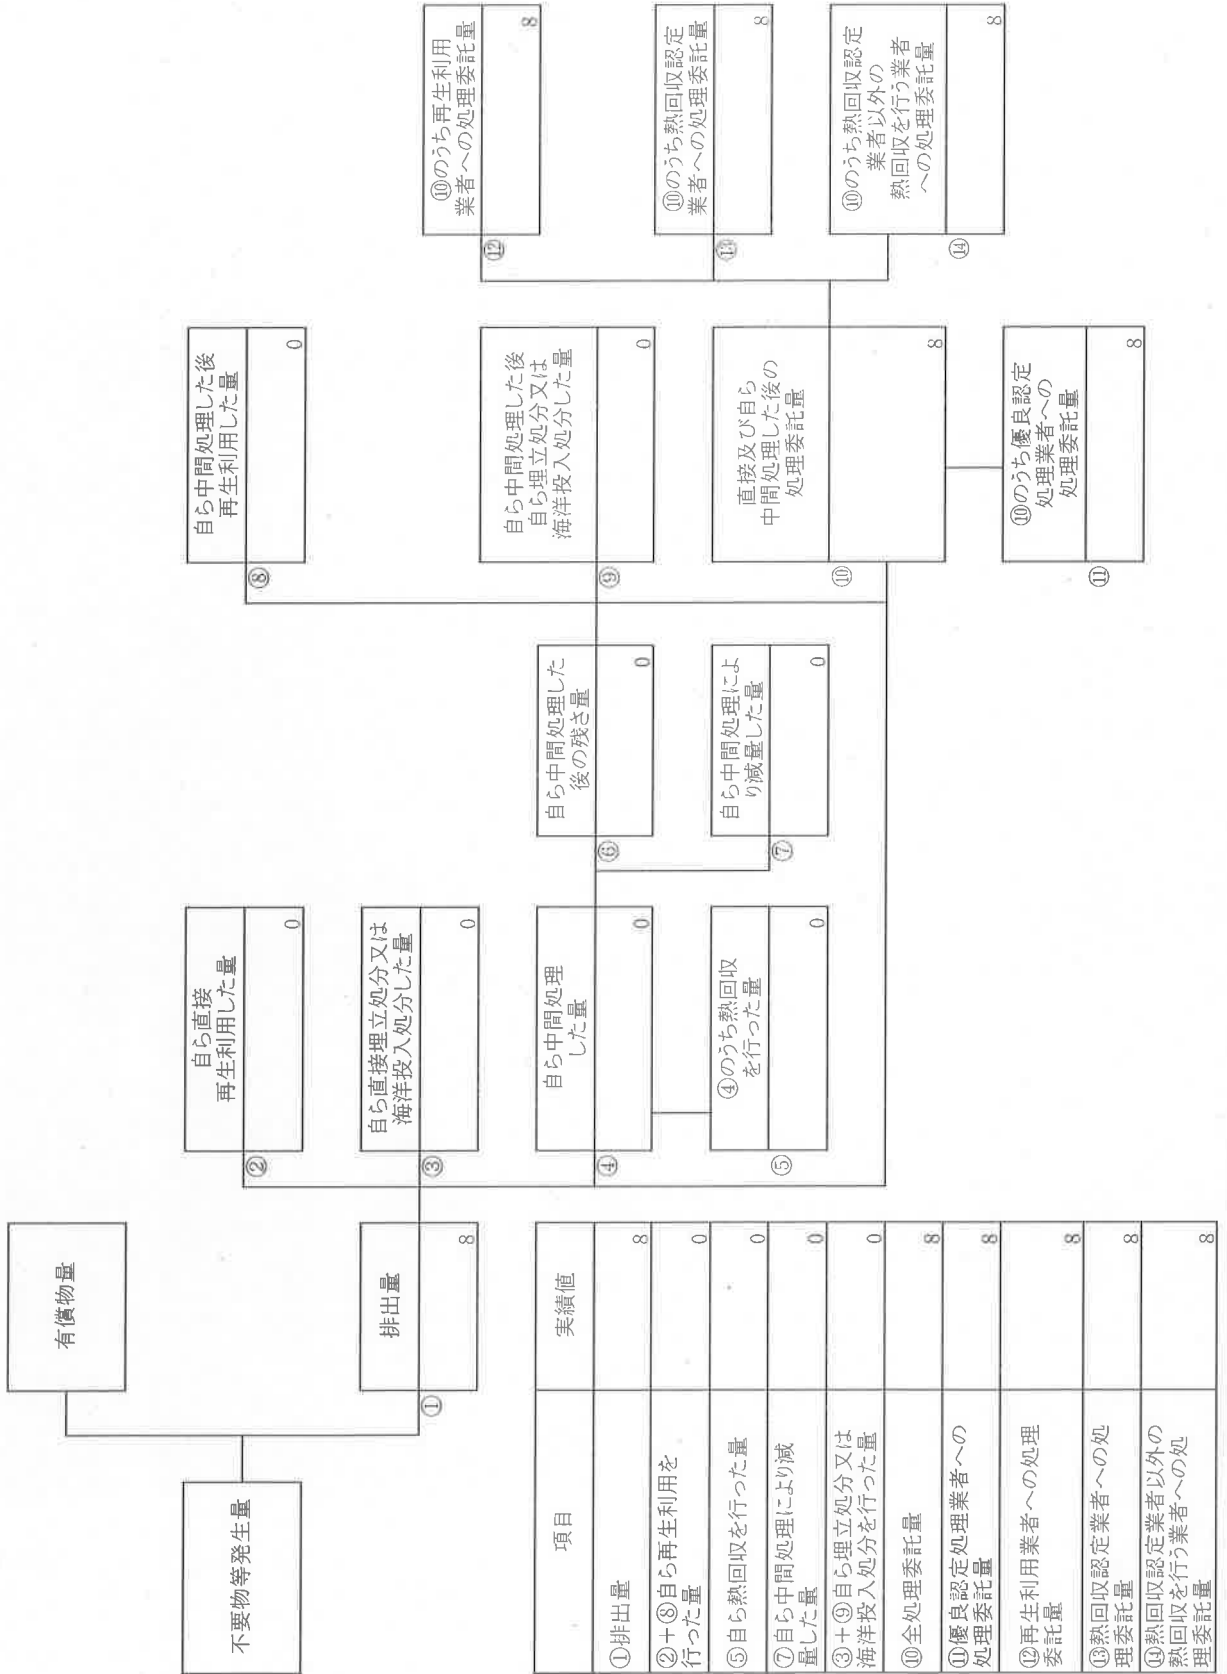 不要物等発生量
有償物量
①
排出量
8
②
自ら直接
再生利用した量
0
③
自ら直接埋立処分又は
海洋投入処分した量
0
④
自ら中間処理
した量
0
⑤
④のうち熱回収
を行った量
0
⑥
自ら中間処理した
後の残さ量
0
⑦
自ら中間処理によ
り減量した量
0
⑧
自ら中間処理した後
再生利用した量
0
⑨
自ら中間処理した後
自ら埋立処分又は
海洋投入処分した量
0
⑩
直接及び自ら
中間処理した後の
処理委託量
8
⑪
⑩のうち優良認定
処理業者への
処理委託量
8
⑫
⑩のうち再生利用
業者への処理委託量
8
⑬
⑩のうち熱回収認定
業者への処理委託量
8
⑭
⑩のうち熱回収認定
業者以外の
熱回収を行う業者
への処理委託量
8
項目
実績値
①排出量
8
②+⑧自ら再生利用を
行った量
0
⑤自ら熱回収を行った量
0
⑦自ら中間処理により減
量した量
0
③+⑨自ら埋立処分又は
海洋投入処分を行った量
0
⑩全処理委託量
8
⑪優良認定処理業者への
処理委託量
8
⑫再生利用業者への処理
委託量
8
⑬熱回収認定業者への処
理委託量
8
⑭熱回収認定業者以外の
熱回収を行う業者への処
理委託量
8